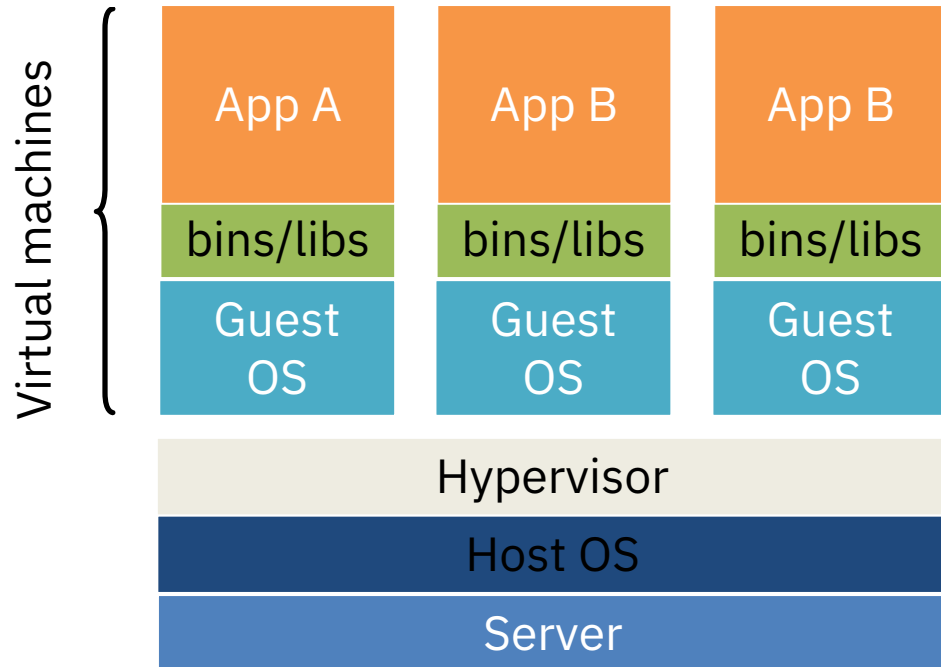 Virtual machines
App A
App B
App B
bins/libs
bins/libs
bins/libs
Guest
OS
Guest
OS
Guest
OS
Hypervisor
Host OS
Server